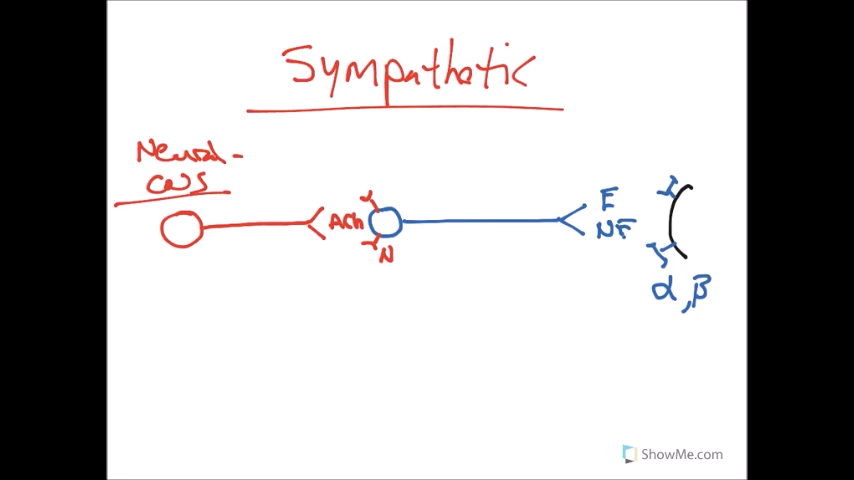 Sympathetic
Neural -
CNS
ACh
N
E
NE
α, β
ShowMe.com